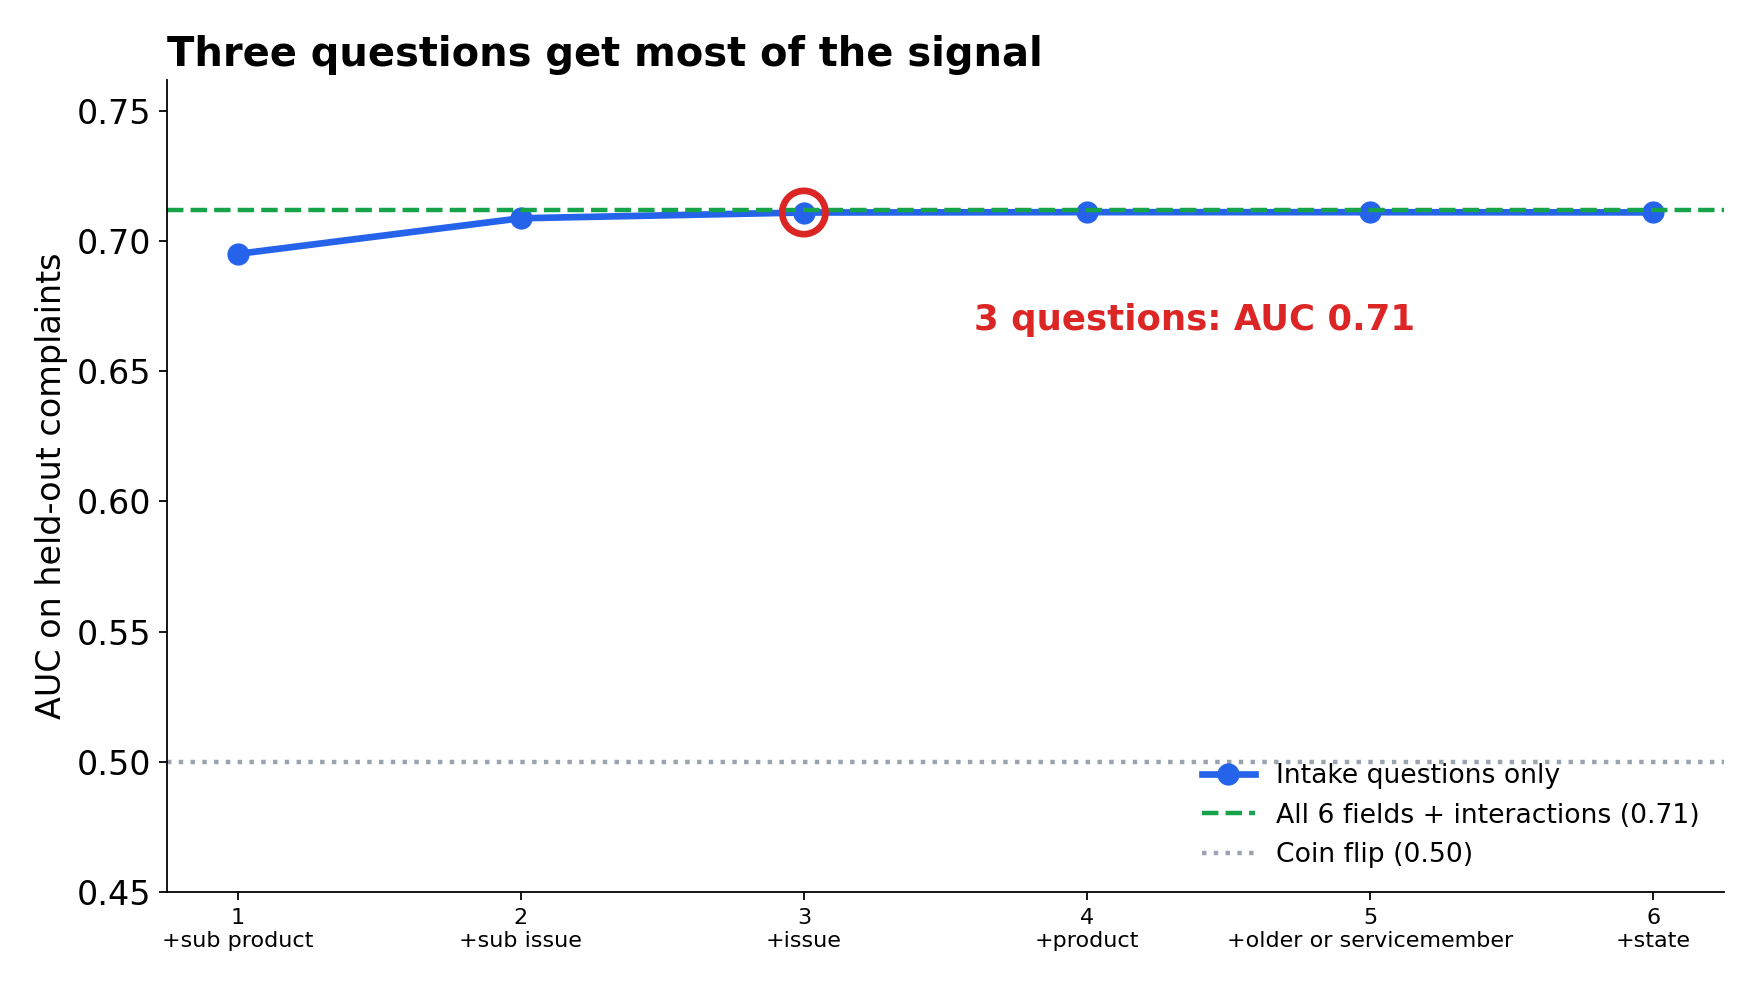 Three questions get most of the signal
AUC on held-out complaints
0.75
0.70
0.65
0.60
0.55
0.50
0.45
3 questions: AUC 0.71
Intake questions only
All 6 fields + interactions (0.71)
Coin flip (0.50)
1
+sub product
2
+sub issue
3
+issue
4
+product
5
+older or servicemember
6
+state